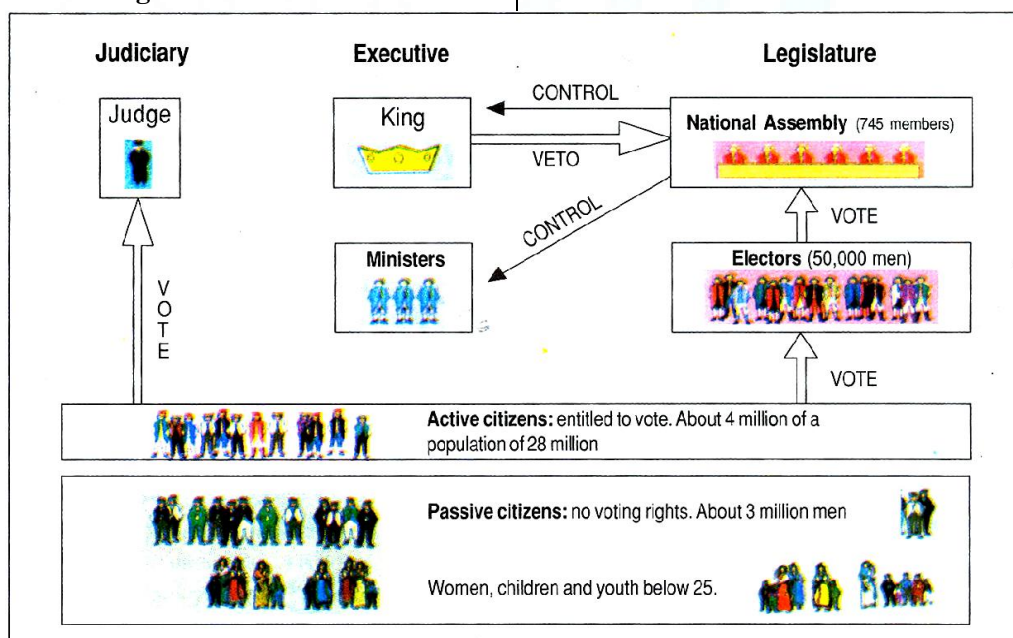 Judiciary
Executive
Legislature
Judge
King
CONTROL
VETO
National Assembly (745 members)
CONTROL
VOTE
Ministers
Electors (50,000 men)
VOTE
VOTE
Active citizens: entitled to vote. About 4 million of a
population of 28 million
Passive citizens: no voting rights. About 3 million men
Women, children and youth below 25.